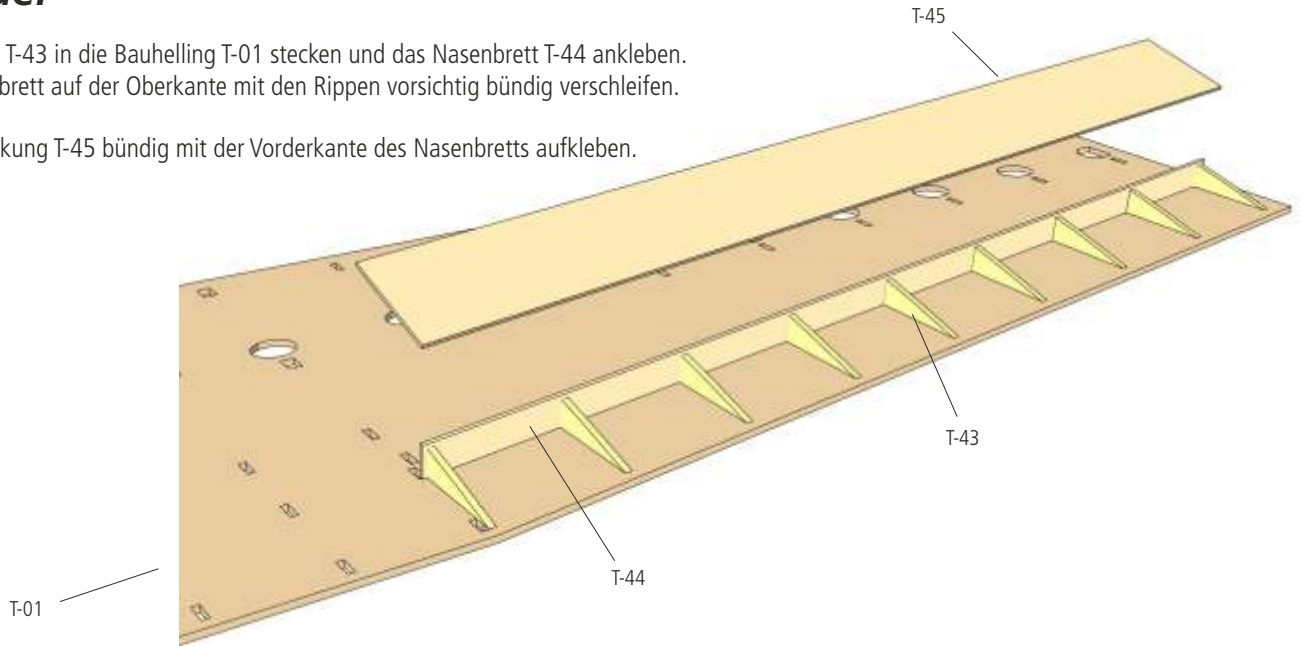 T-45
T-43 in die Bauhelling T-01 stecken und das Nasenbrett T-44 ankleben.
brett auf der Oberkante mit den Rippen vorsichtig bündig verschleifen.
kung T-45 bündig mit der Vorderkante des Nasenbretts aufkleben.
T-43
T-44
T-01